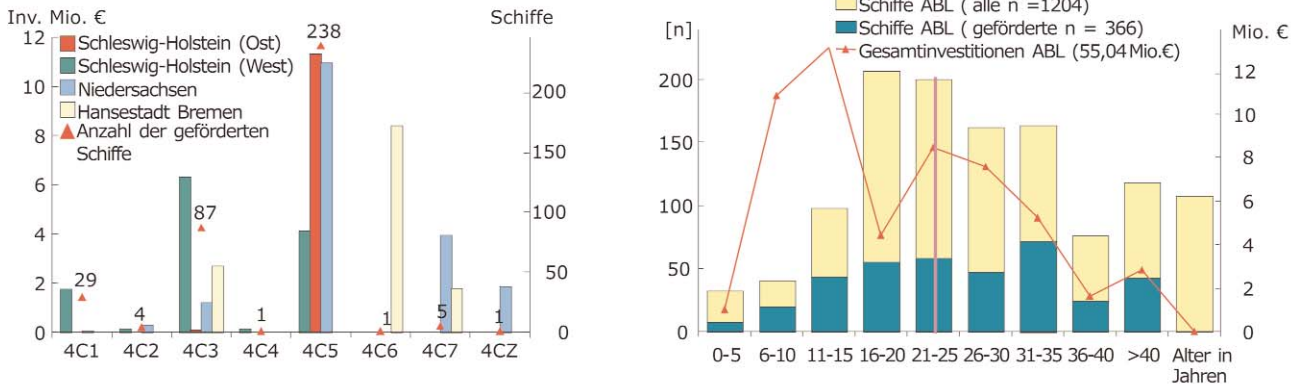 Inv. Mio. €
Schiffe
12
10
8
6
4
2
0
Schleswig-Holstein (Ost)
Schleswig-Holstein (West)
Niedersachsen
Hansestadt Bremen
Anzahl der geförderten
Schiffe
238
87
29
4
1
1
5
1
200
150
100
50
0
4C1 4C2 4C3 4C4 4C5 4C6 4C7 4CZ
Schiffe ABL ( alle n =1204)
[n]
Schiffe ABL ( geförderte n = 366)
Mio. €
Gesamtinvestitionen ABL (55,04 Mio.€)
200
150
100
50
0
12
10
8
6
4
2
0
0-5 6-10 11-15 16-20 21-25 26-30 31-35 36-40 >40 Alter in
Jahren